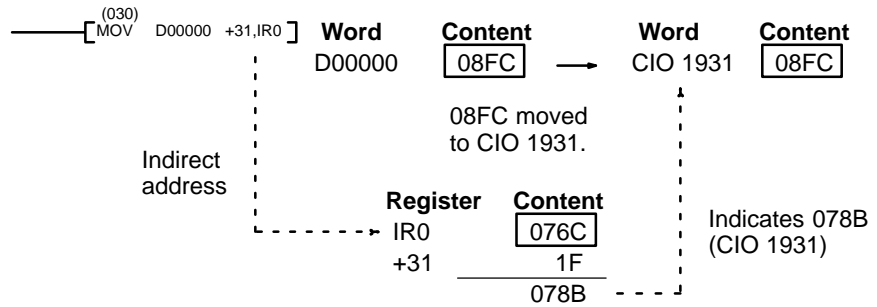 (030)
[MOV D00000 +31,IR0]
Word Content Word Content
D00000 08FC CIO 1931 08FC
08FC moved
to CIO 1931.
Indirect
address
Register Content
IR0 076C
+31 1F
078B
Indicates 078B
(CIO 1931)